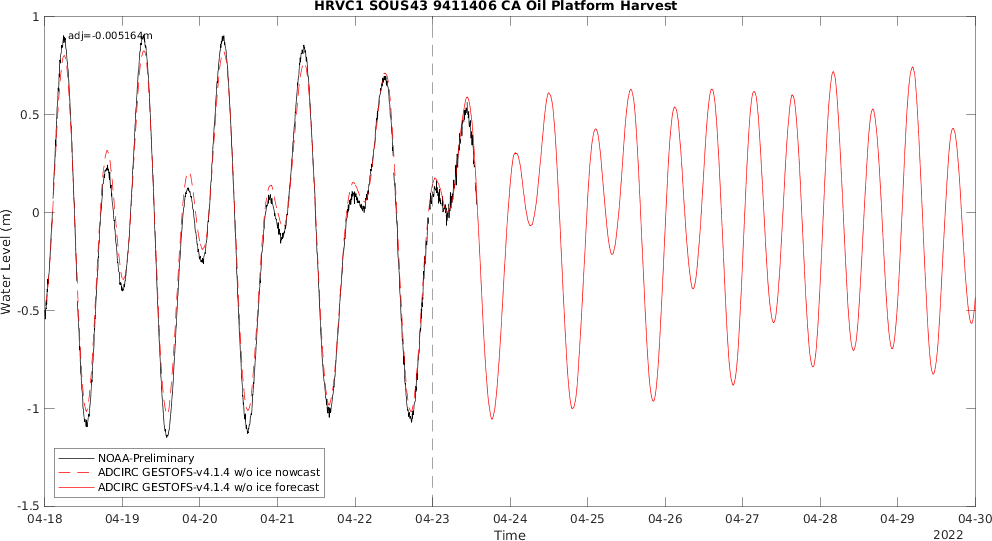 HRVC1 SOUS43 9411406 CA Oil Platform Harvest
adj=-0.005164m
1
0.5
0
-0.5
-1
-1.5
Water Level (m)
NOAA-Preliminary
ADCIRC GESTOFS-v4.1.4 w/o ice nowcast
ADCIRC GESTOFS-v4.1.4 w/o ice forecast
04-18 04-19 04-20 04-21 04-22 04-23 04-24 04-25 04-26 04-27 04-28 04-29 04-30
Time
2022